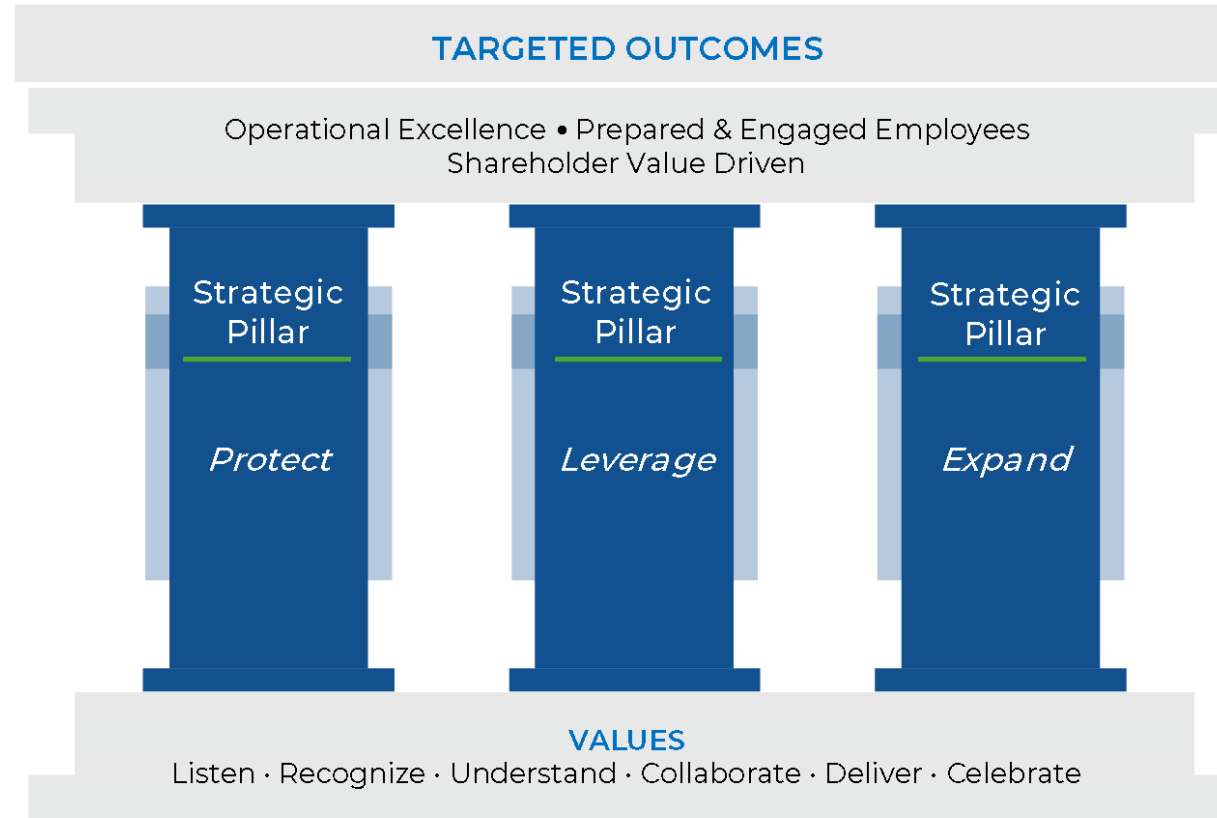 TARGETED OUTCOMES
Operational Excellence • Prepared & Engaged Employees
Shareholder Value Driven
Strategic
Pillar
Protect
Strategic
Pillar
Leverage
Strategic
Pillar
Expand
VALUES
Listen · Recognize · Understand · Collaborate · Deliver · Celebrate